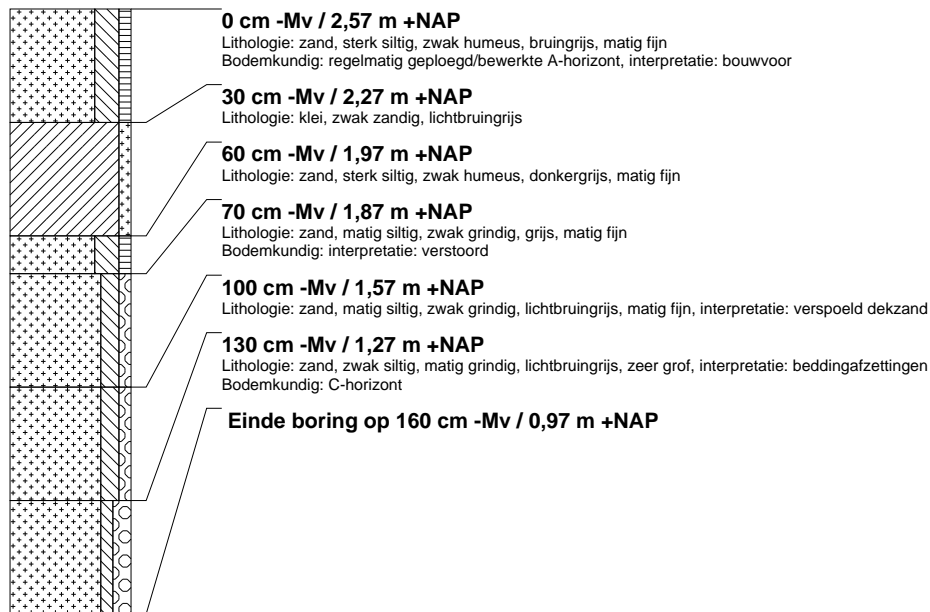 0 cm -Mv / 2,57 m +NAP
Lithologie: zand, sterk siltig, zwak humeus, bruingrijs, matig fijn
Bodemkundig: regelmatig geploegd/bewerkte A-horizont, interpretatie: bouwvoor
30 cm -Mv / 2,27 m +NAP
Lithologie: klei, zwak zandig, lichtbruingrijs
60 cm -Mv / 1,97 m +NAP
Lithologie: zand, sterk siltig, zwak humeus, donkergrijs, matig fijn
70 cm -Mv / 1,87 m +NAP
Lithologie: zand, matig siltig, zwak grindig, grijs, matig fijn
Bodemkundig: interpretatie: verstoord
100 cm -Mv / 1,57 m +NAP
Lithologie: zand, matig siltig, zwak grindig, lichtbruingrijs, matig fijn, interpretatie: verspoeld dekzand
130 cm -Mv / 1,27 m +NAP
Lithologie: zand, zwak siltig, matig grindig, lichtbruingrijs, zeer grof, interpretatie: beddingafzettingen
Bodemkundig: C-horizont
Einde boring op 160 cm -Mv / 0,97 m +NAP